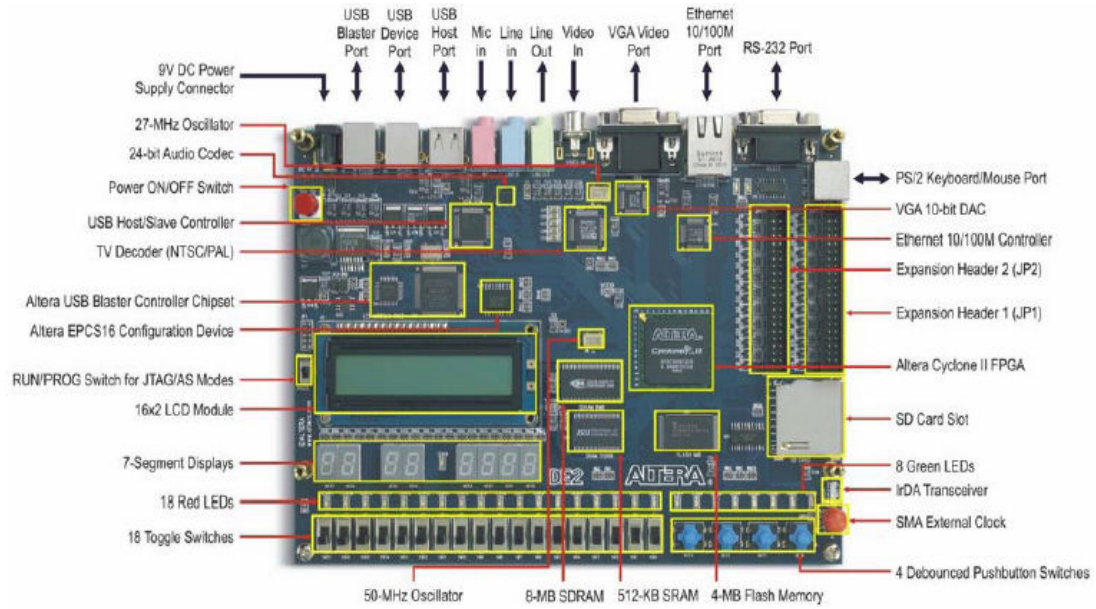 USB
Blaster
Port
USB
Device
Port
USB
Host
Port
Mic
in
Line
in
Line
Out
Video
In
VGA Video
Port
Ethernet
10/100M
Port
RS-232 Port
9V DC Power
Supply Connector
27-MHz Oscillator
24-bit Audio Codec
Power ON/OFF Switch
USB Host/Slave Controller
TV Decoder (NTSC/PAL)
Altera USB Blaster Controller Chipset
Altera EPCS16 Configuration Device
RUN/PROG Switch for JTAG/AS Modes
16x2 LCD Module
7-Segment Displays
18 Red LEDs
18 Toggle Switches
PS/2 Keyboard/Mouse Port
VGA 10-bit DAC
Ethernet 10/100M Controller
Expansion Header 2 (JP2)
Expansion Header 1 (JP1)
Altera Cyclone II FPGA
SD Card Slot
8 Green LEDs
IrDA Transceiver
SMA External Clock
4 Debounced Pushbutton Switches
ALTERA
Cyclone II
DE2
ALTERA
50-MHz Oscillator
8-MB SDRAM
512-KB SRAM
4-MB Flash Memory